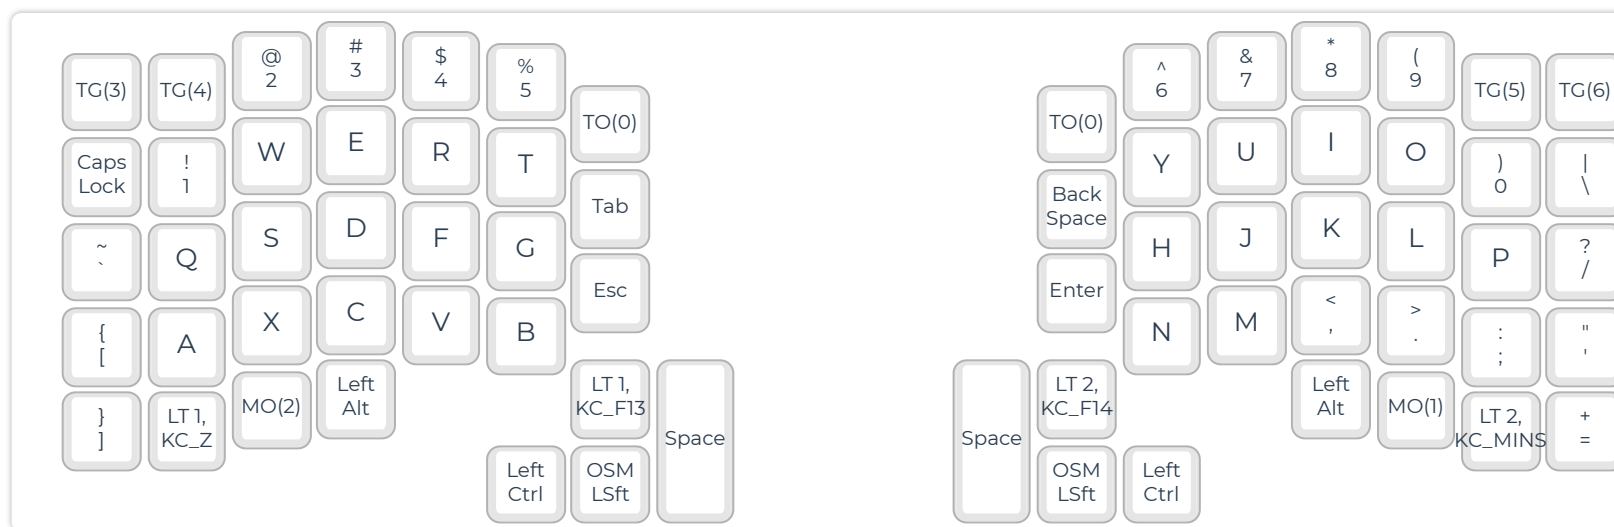 #
3
*
8
@
2
$
4
&
7
(
9
%
5
^
6
TG(3)
TG(4)
TG(5)
TG(6)
TO(0)
TO(0)
E
I
W
R
U
O
T
Y
Caps
Lock
!
1
)
0
|
\
Tab
Back
Space
D
K
S
F
J
L
G
H
~
`
Q
P
?
/
Esc
Enter
C
<
,
X
V
M
>
.
B
N
{
[
A
:
;
"
'
Left
Alt
LT 1,
KC_F13
LT 2,
KC_F14
Left
Alt
MO(2)
MO(1)
}
]
LT 1,
KC_Z
LT 2,
KC_MINS
+
=
Space
Space
Left
Ctrl
OSM
LSft
OSM
LSft
Left
Ctrl